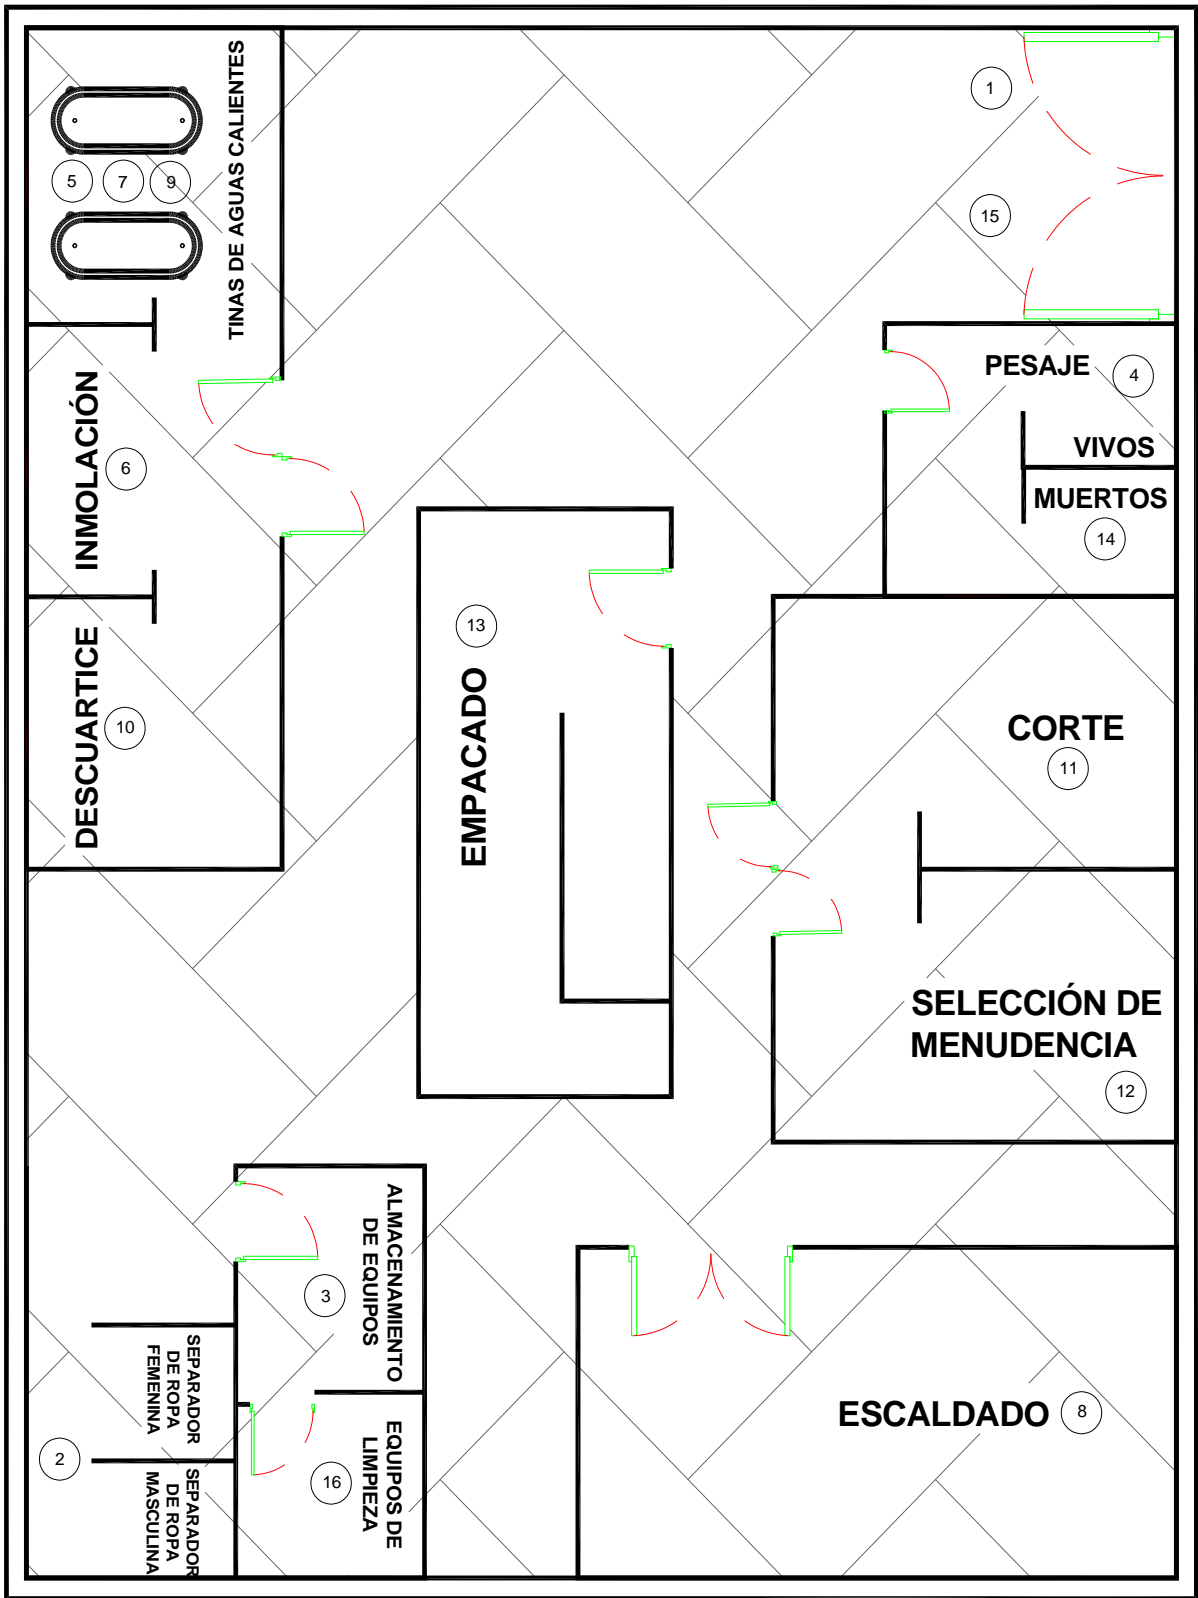 1
15
TINAS DE AGUAS CALIENTES
5
7
9
PESAJE
4
VIVOS
MUERTOS
14
INMOLACIÓN
6
DESCUARTICE
10
13
EMPACADO
CORTE
11
SELECCIÓN DE
MENUDENCIA
12
ALMACENAMIENTO
DE EQUIPOS
3
SEPARADOR
DE ROPA
FEMENINA
2
SEPARADOR
DE ROPA
MASCULINA
EQUIPOS DE
LIMPIEZA
16
ESCALDADO
8